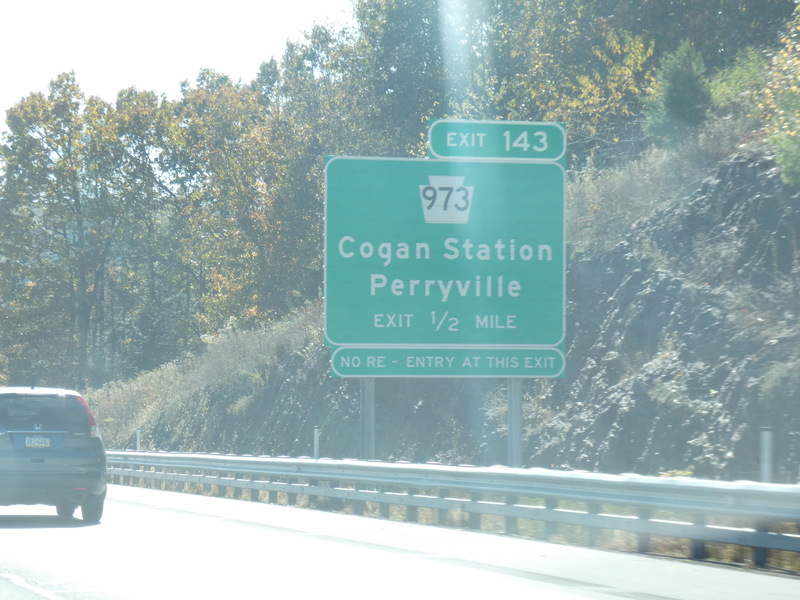 EXIT 143
973
Cogan Station
Perryville
EXIT 1/2 MILE
NO RE - ENTRY AT THIS EXIT